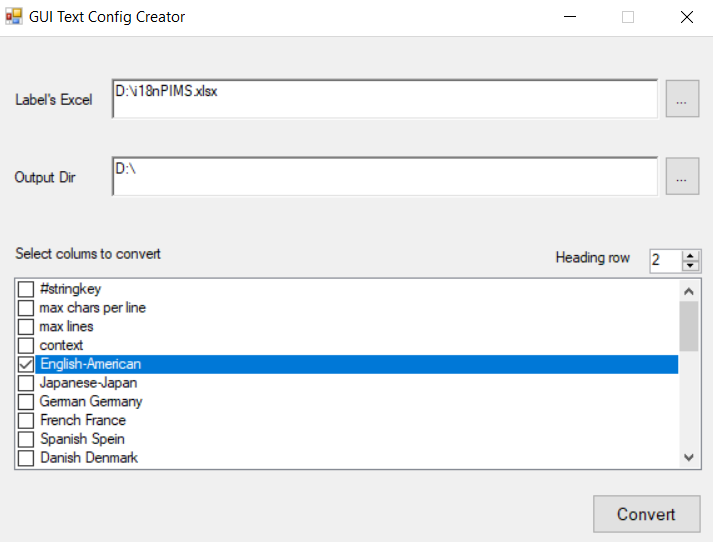 GUI Text Config Creator
Label's Excel
D:\i18nPIMS.xlsx
...
Output Dir
D:\
...
Select colums to convert
Heading row
2
#stringkey
max chars per line
max lines
context
English-American
Japanese-Japan
German Germany
French France
Spanish Spein
Danish Denmark
Convert